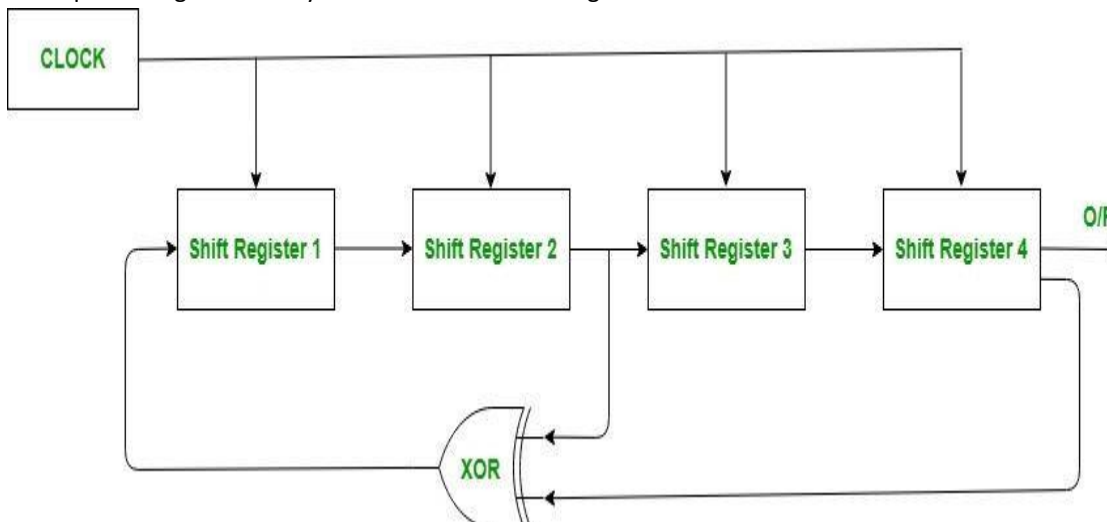 CLOCK
Shift Register 1
Shift Register 2
Shift Register 3
Shift Register 4
XOR